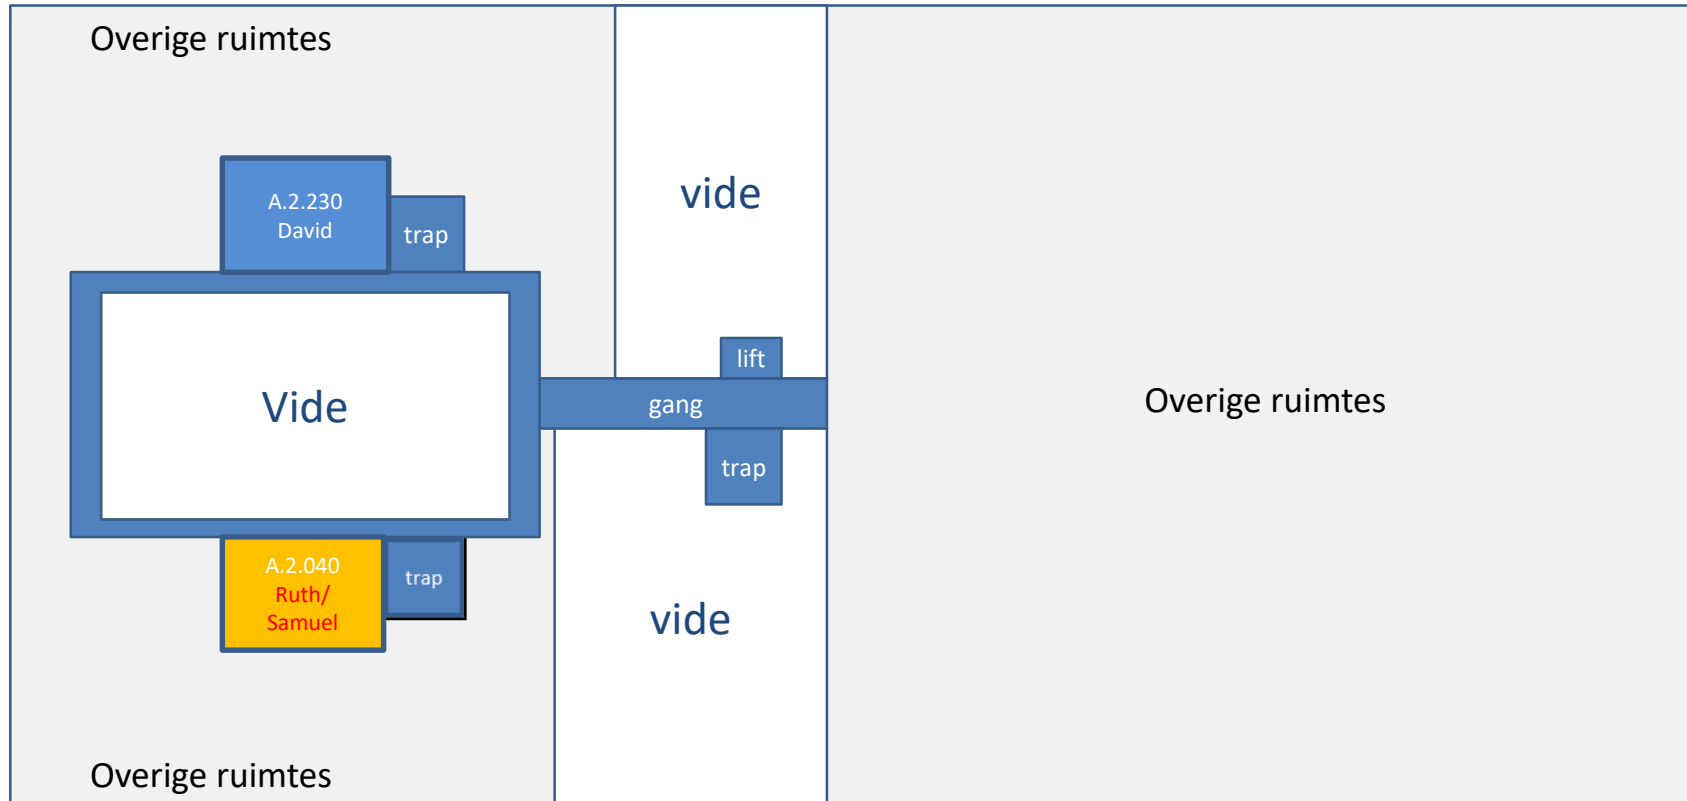 Overige ruimtes
vide
A.2.230
David
trap
lift
Vide
gang
Overige ruimtes
trap
A.2.040
Ruth/
Samuel
trap
vide
Overige ruimtes